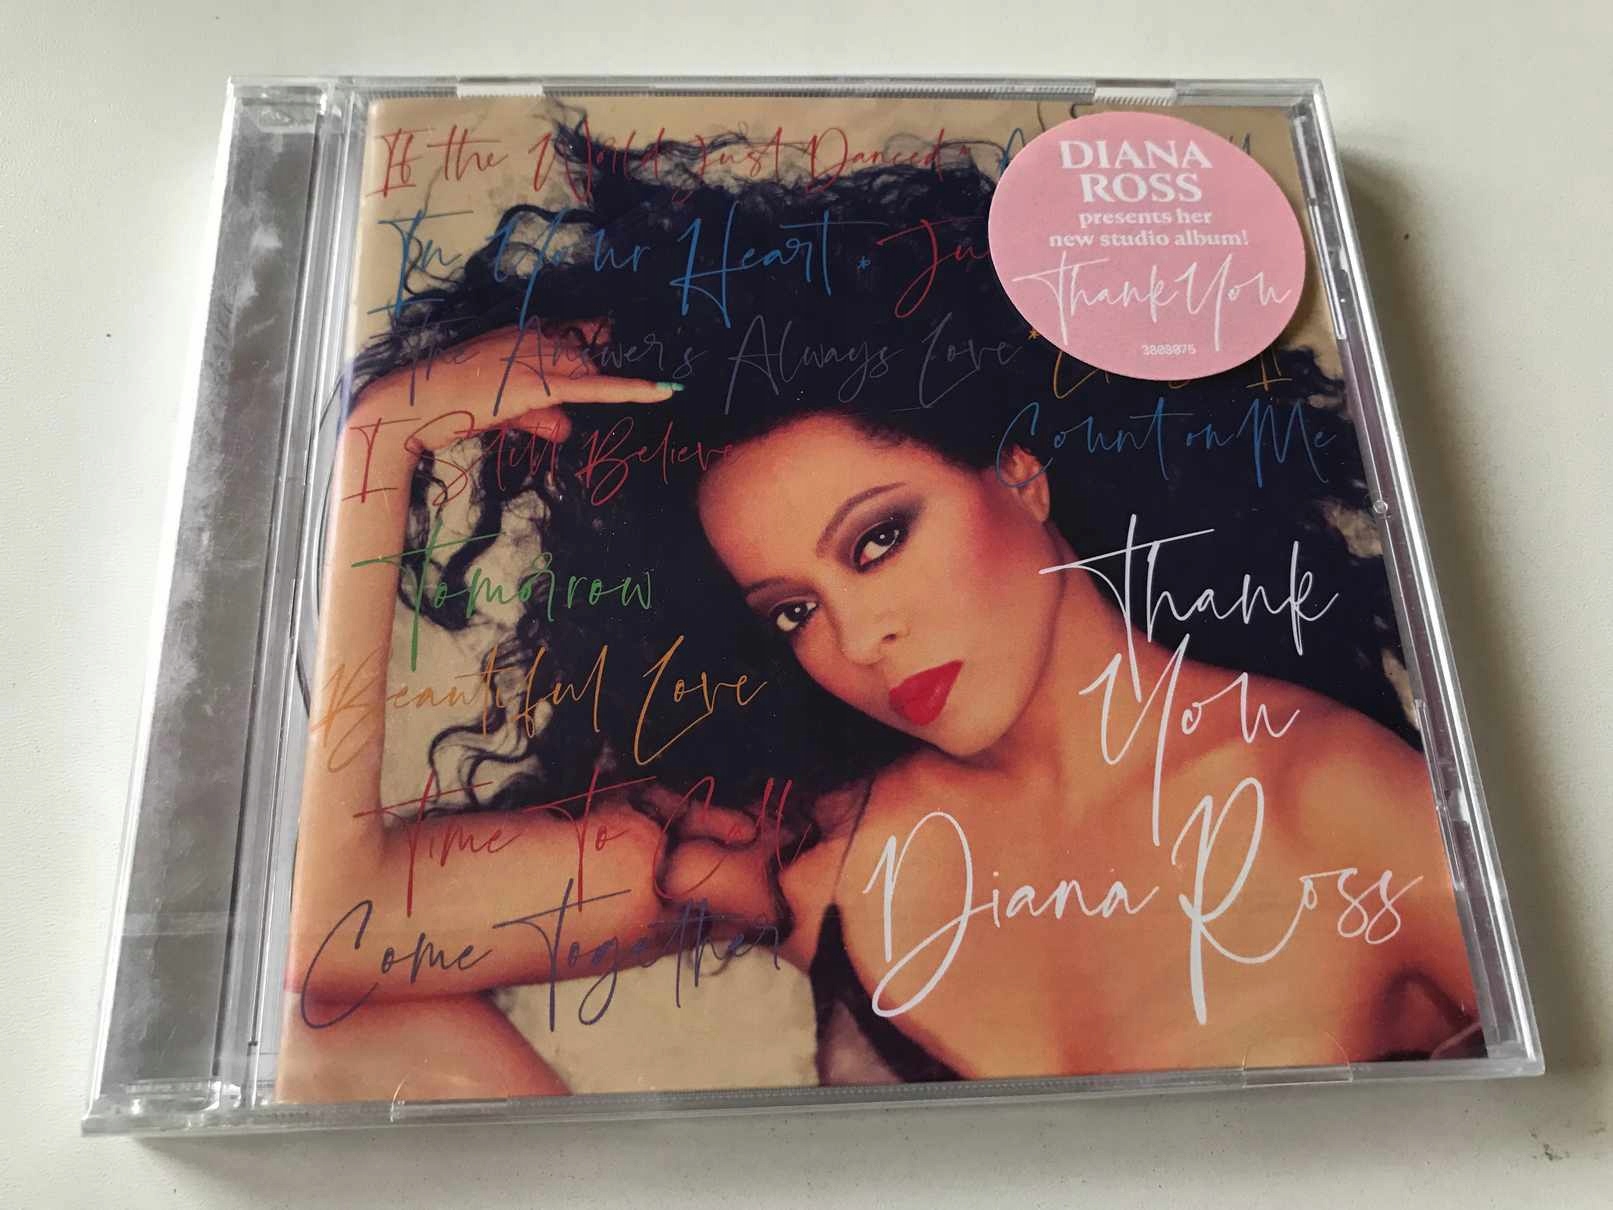 If the World Just Danced *
In Your Heart *
The Answer's Always Love *
I Still Believe
Count on Me
Tomorrow
Beautiful Love
Time To Call
Come Together
Thank
You
Diana Ross
DIANA
ROSS
presents her
new studio album!
Thank You
3808075